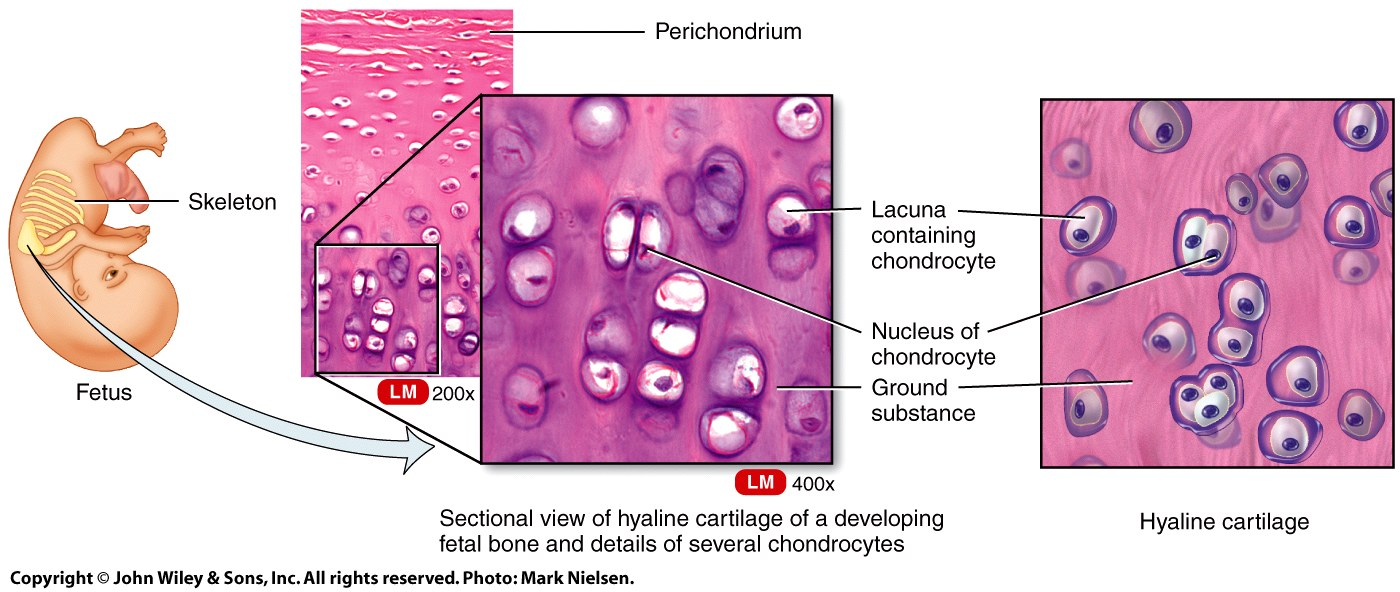 Perichondrium
Skeleton
Lacuna
containing
chondrocyte
Nucleus of
chondrocyte
Ground
substance
Fetus
LM 200x
LM 400x
Sectional view of hyaline cartilage of a developing
fetal bone and details of several chondrocytes
Hyaline cartilage
Copyright © John Wiley & Sons, Inc. All rights reserved. Photo: Mark Nielsen.